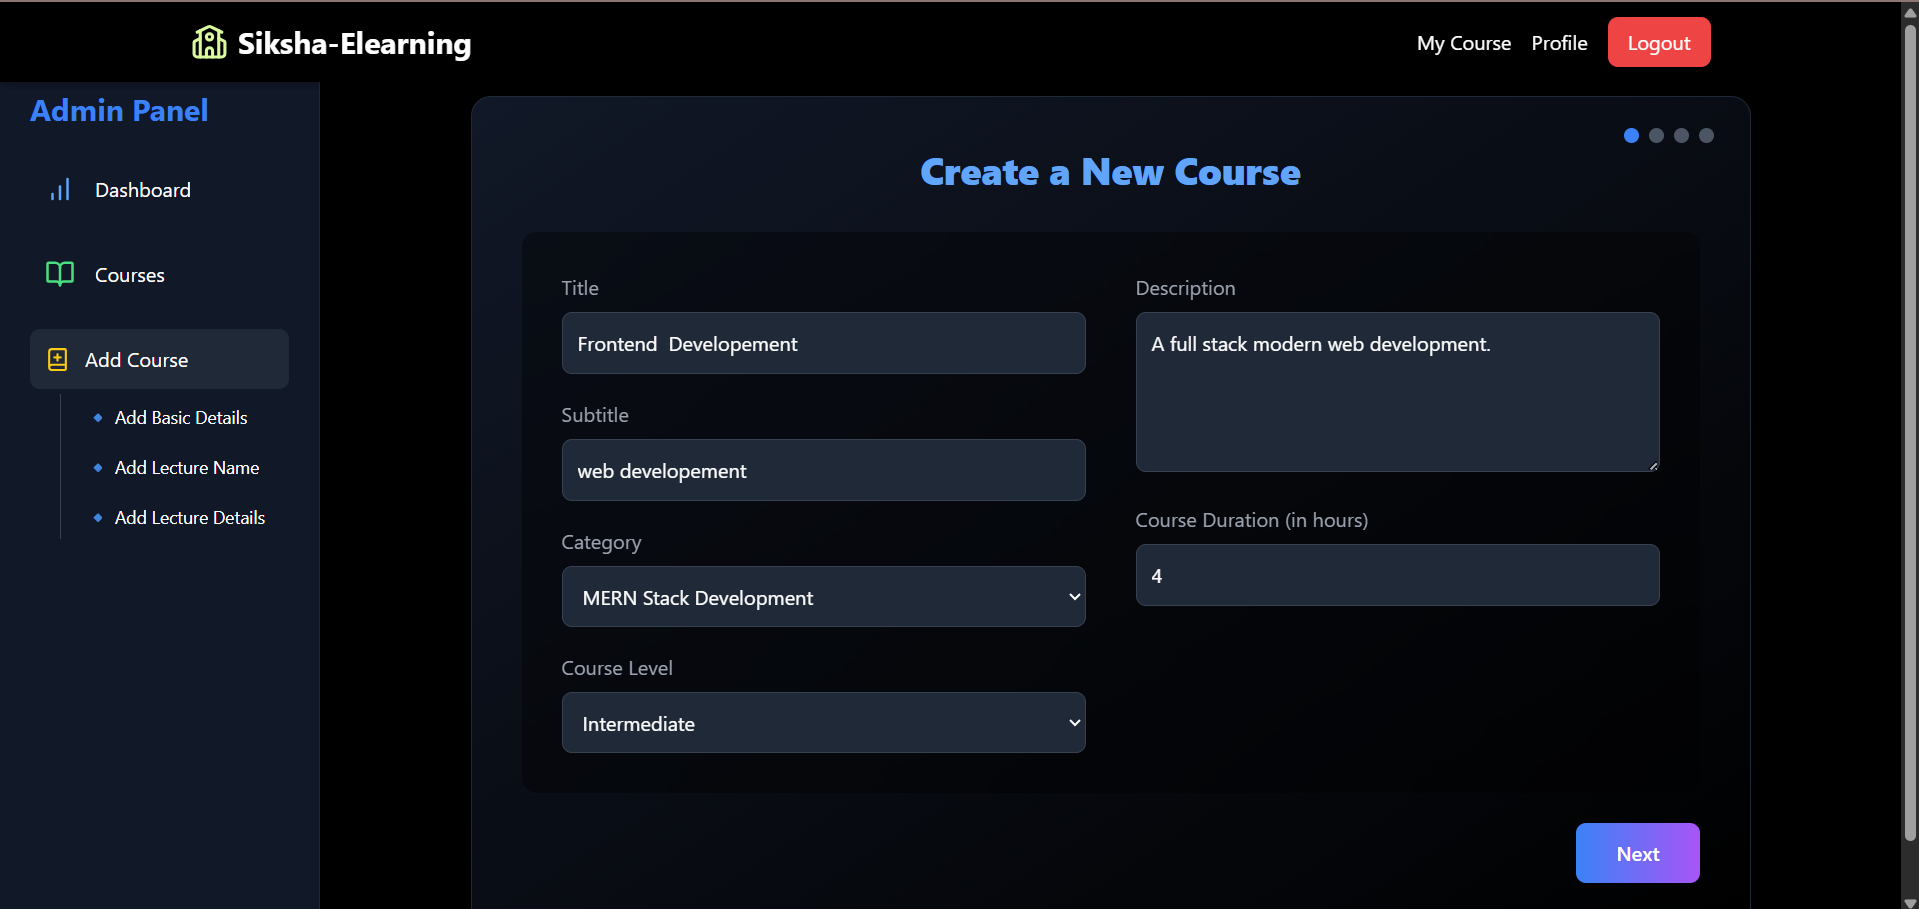 Siksha-Elearning
My Course
Profile
Logout
Admin Panel
Dashboard
Courses
Add Course
Add Basic Details
Add Lecture Name
Add Lecture Details
Create a New Course
Title
Frontend  Developement
Subtitle
web developement
Category
MERN Stack Development
Course Level
Intermediate
Description
A full stack modern web development.
Course Duration (in hours)
4
Next